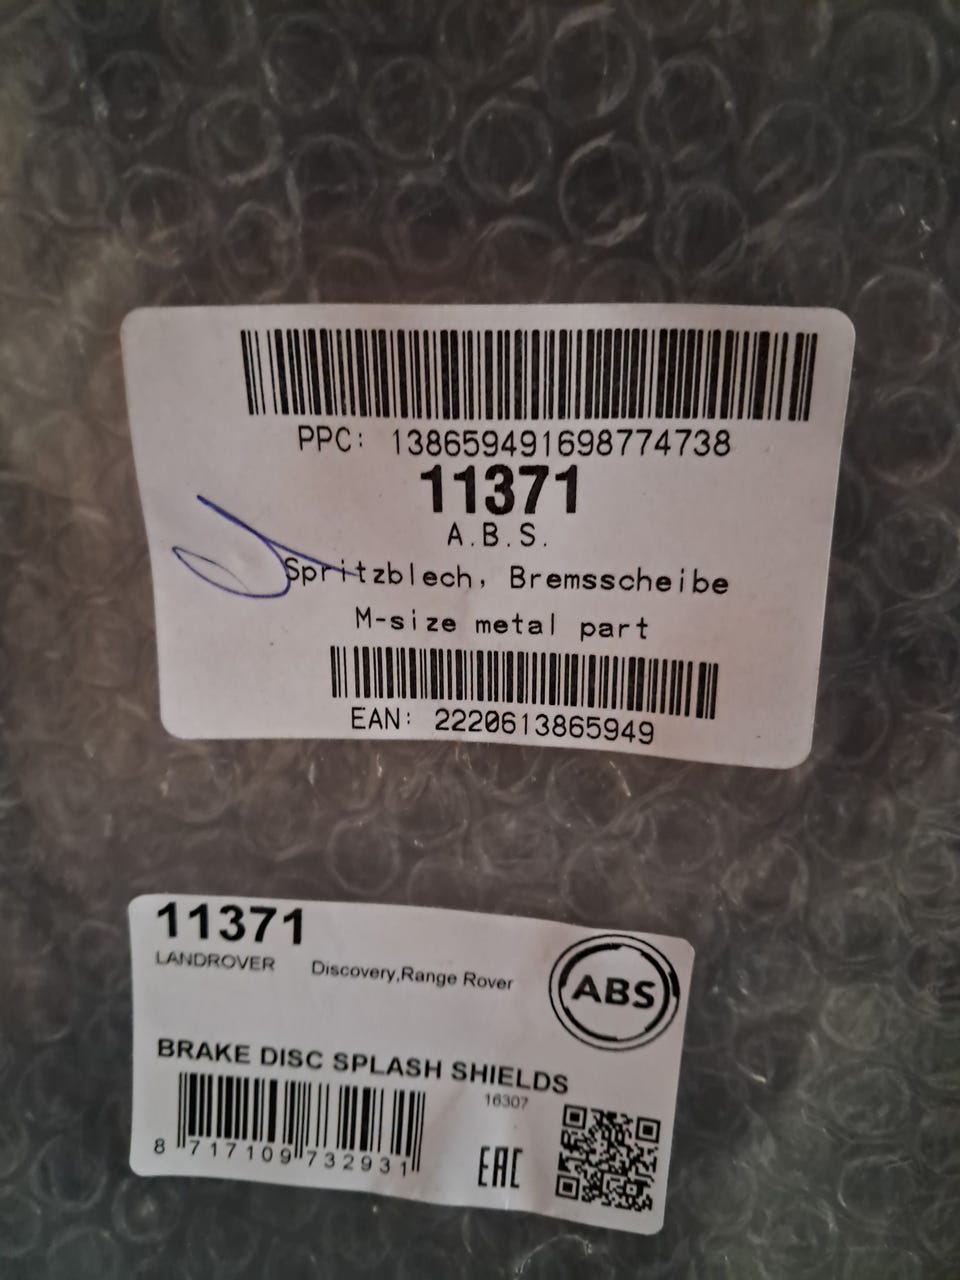 PPC: 138659491698774738
11371
A.B.S.
Spritzblech, Bremsscheibe
M-size metal part
EAN: 2220613865949
11371
LANDROVER Discovery,Range Rover
ABS
BRAKE DISC SPLASH SHIELDS
16307
8 717109 732931
EAC